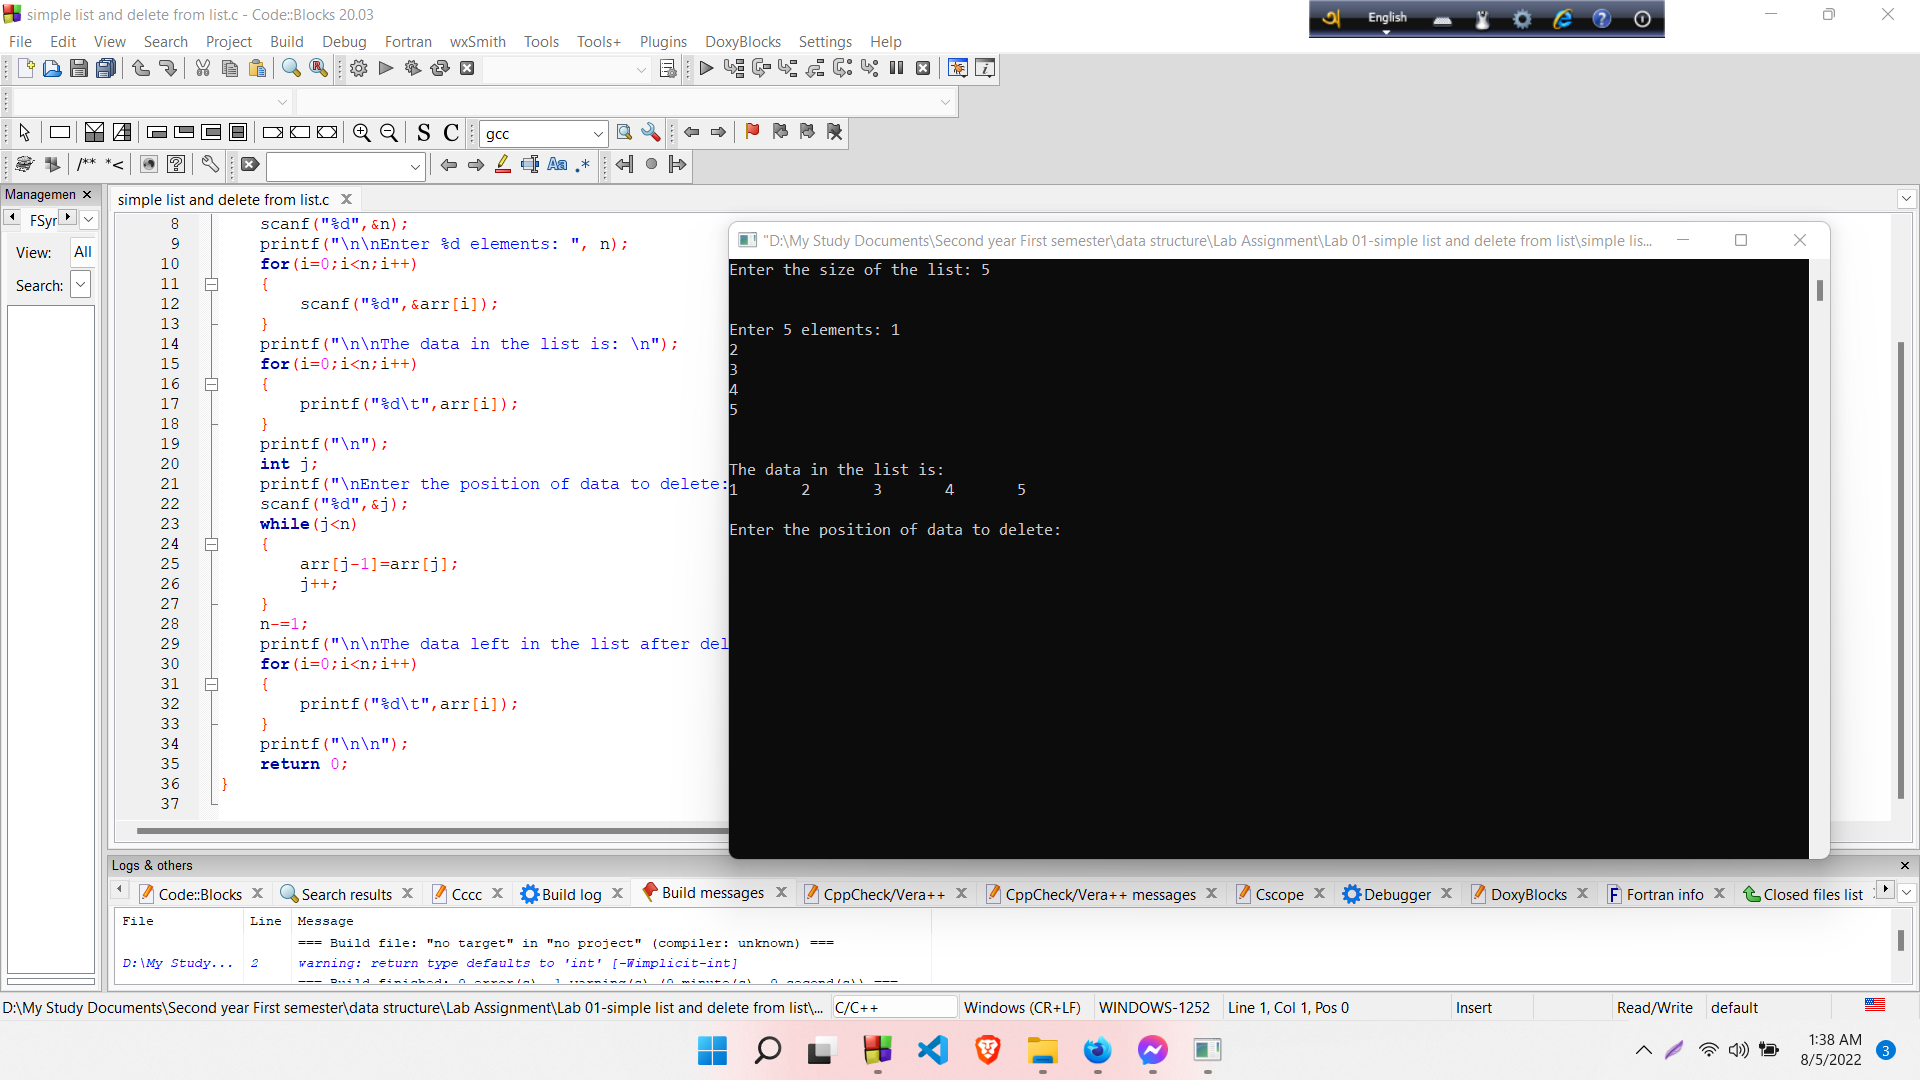 simple list and delete from list.c - Code::Blocks 20.03
English
File Edit View Search Project Build Debug Fortran wxSmith Tools Tools+ Plugins DoxyBlocks Settings Help
S C gcc
/** *< Aa .*
Managemen
simple list and delete from list.c
FSyr
View: All
Search:
8 scanf("%d",&n);
9 printf("\n\nEnter %d elements: ", n);
10 for(i=0;i<n;i++)
11 {
12 scanf("%d",&arr[i]);
13 }
14 printf("\n\nThe data in the list is: \n");
15 for(i=0;i<n;i++)
16 {
17 printf("%d\t",arr[i]);
18 }
19 printf("\n");
20 int j;
21 printf("\nEnter the position of data to delete:
22 scanf("%d",&j);
23 while(j<n)
24 {
25 arr[j-1]=arr[j];
26 j++;
27 }
28 n-=1;
29 printf("\n\nThe data left in the list after del
30 for(i=0;i<n;i++)
31 {
32 printf("%d\t",arr[i]);
33 }
34 printf("\n\n");
35 return 0;
36 }
37
"D:\My Study Documents\Second year First semester\data structure\Lab Assignment\Lab 01-simple list and delete from list\simple lis...
Enter the size of the list: 5
Enter 5 elements: 1
2
3
4
5
The data in the list is:
1 2 3 4 5
Enter the position of data to delete:
Logs & others
Code::Blocks Search results Cccc Build log Build messages CppCheck/Vera++ CppCheck/Vera++ messages Cscope Debugger DoxyBlocks Fortran info Closed files list
File Line Message
=== Build file: "no target" in "no project" (compiler: unknown) ===
D:\My Study... 2 warning: return type defaults to 'int' [-Wimplicit-int]
=== Build finished: 0 error(s), 1 warning(s) (0 minute(s), 0 second(s)) ===
D:\My Study Documents\Second year First semester\data structure\Lab Assignment\Lab 01-simple list and delete from list\... C/C++ Windows (CR+LF) WINDOWS-1252 Line 1, Col 1, Pos 0 Insert Read/Write default
1:38 AM
8/5/2022
3